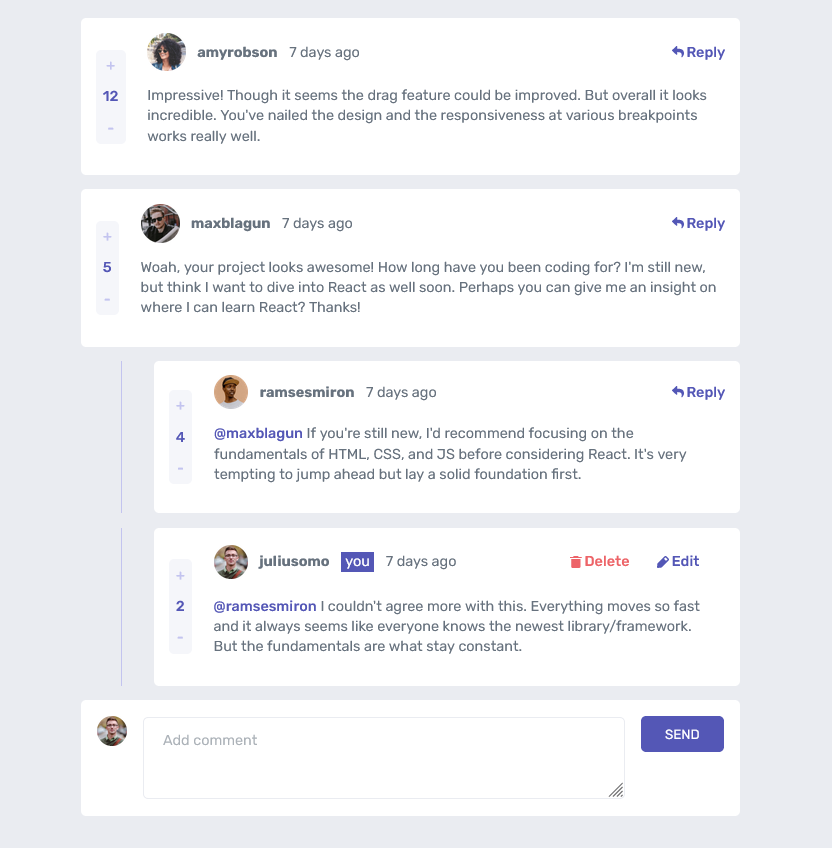 amyrobson 7 days ago Reply
+
12
-
Impressive! Though it seems the drag feature could be improved. But overall it looks
incredible. You've nailed the design and the responsiveness at various breakpoints
works really well.
maxblagun 7 days ago Reply
+
5
-
Woah, your project looks awesome! How long have you been coding for? I'm still new,
but think I want to dive into React as well soon. Perhaps you can give me an insight on
where I can learn React? Thanks!
ramsesmiron 7 days ago Reply
+
4
-
@maxblagun If you're still new, I'd recommend focusing on the
fundamentals of HTML, CSS, and JS before considering React. It's very
tempting to jump ahead but lay a solid foundation first.
juliusomo you 7 days ago Delete Edit
+
2
-
@ramsesmiron I couldn't agree more with this. Everything moves so fast
and it always seems like everyone knows the newest library/framework.
But the fundamentals are what stay constant.
Add comment
SEND